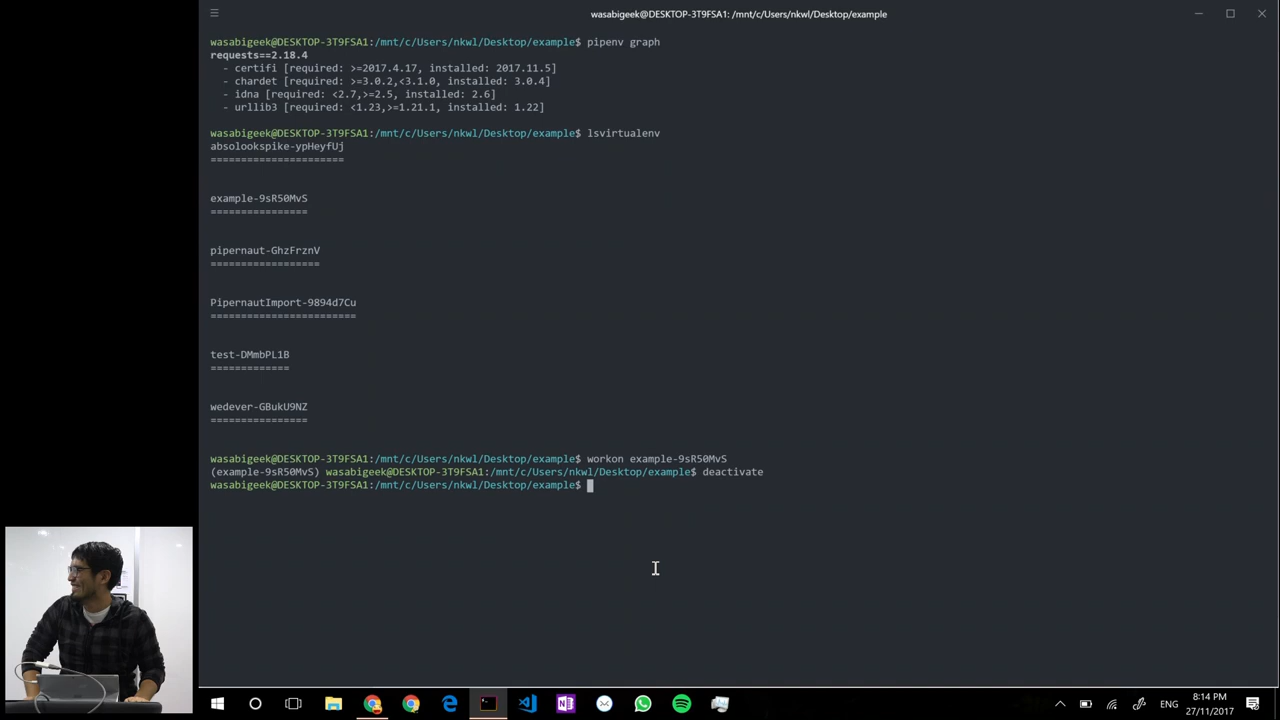 wasabigeek@DESKTOP-3T9FSA1: /mnt/c/Users/nkwl/Desktop/example
wasabigeek@DESKTOP-3T9FSA1:/mnt/c/Users/nkwl/Desktop/example$ pipenv graph
requests==2.18.4
- certifi [required: >=2017.4.17, installed: 2017.11.5]
- chardet [required: >=3.0.2,<3.1.0, installed: 3.0.4]
- idna [required: <2.7,>=2.5, installed: 2.6]
- urllib3 [required: <1.23,>=1.21.1, installed: 1.22]
wasabigeek@DESKTOP-3T9FSA1:/mnt/c/Users/nkwl/Desktop/example$ lsvirtualenv
absolookspike-ypHeyfUj
======================
example-9sR50MvS
================
pipernaut-GhzFrznV
==================
PipernautImport-9894d7Cu
========================
test-DMmbPL1B
=============
wedever-GBukU9NZ
================
wasabigeek@DESKTOP-3T9FSA1:/mnt/c/Users/nkwl/Desktop/example$ workon example-9sR50MvS
(example-9sR50MvS) wasabigeek@DESKTOP-3T9FSA1:/mnt/c/Users/nkwl/Desktop/example$ deactivate
wasabigeek@DESKTOP-3T9FSA1:/mnt/c/Users/nkwl/Desktop/example$
ENG
8:14 PM
27/11/2017